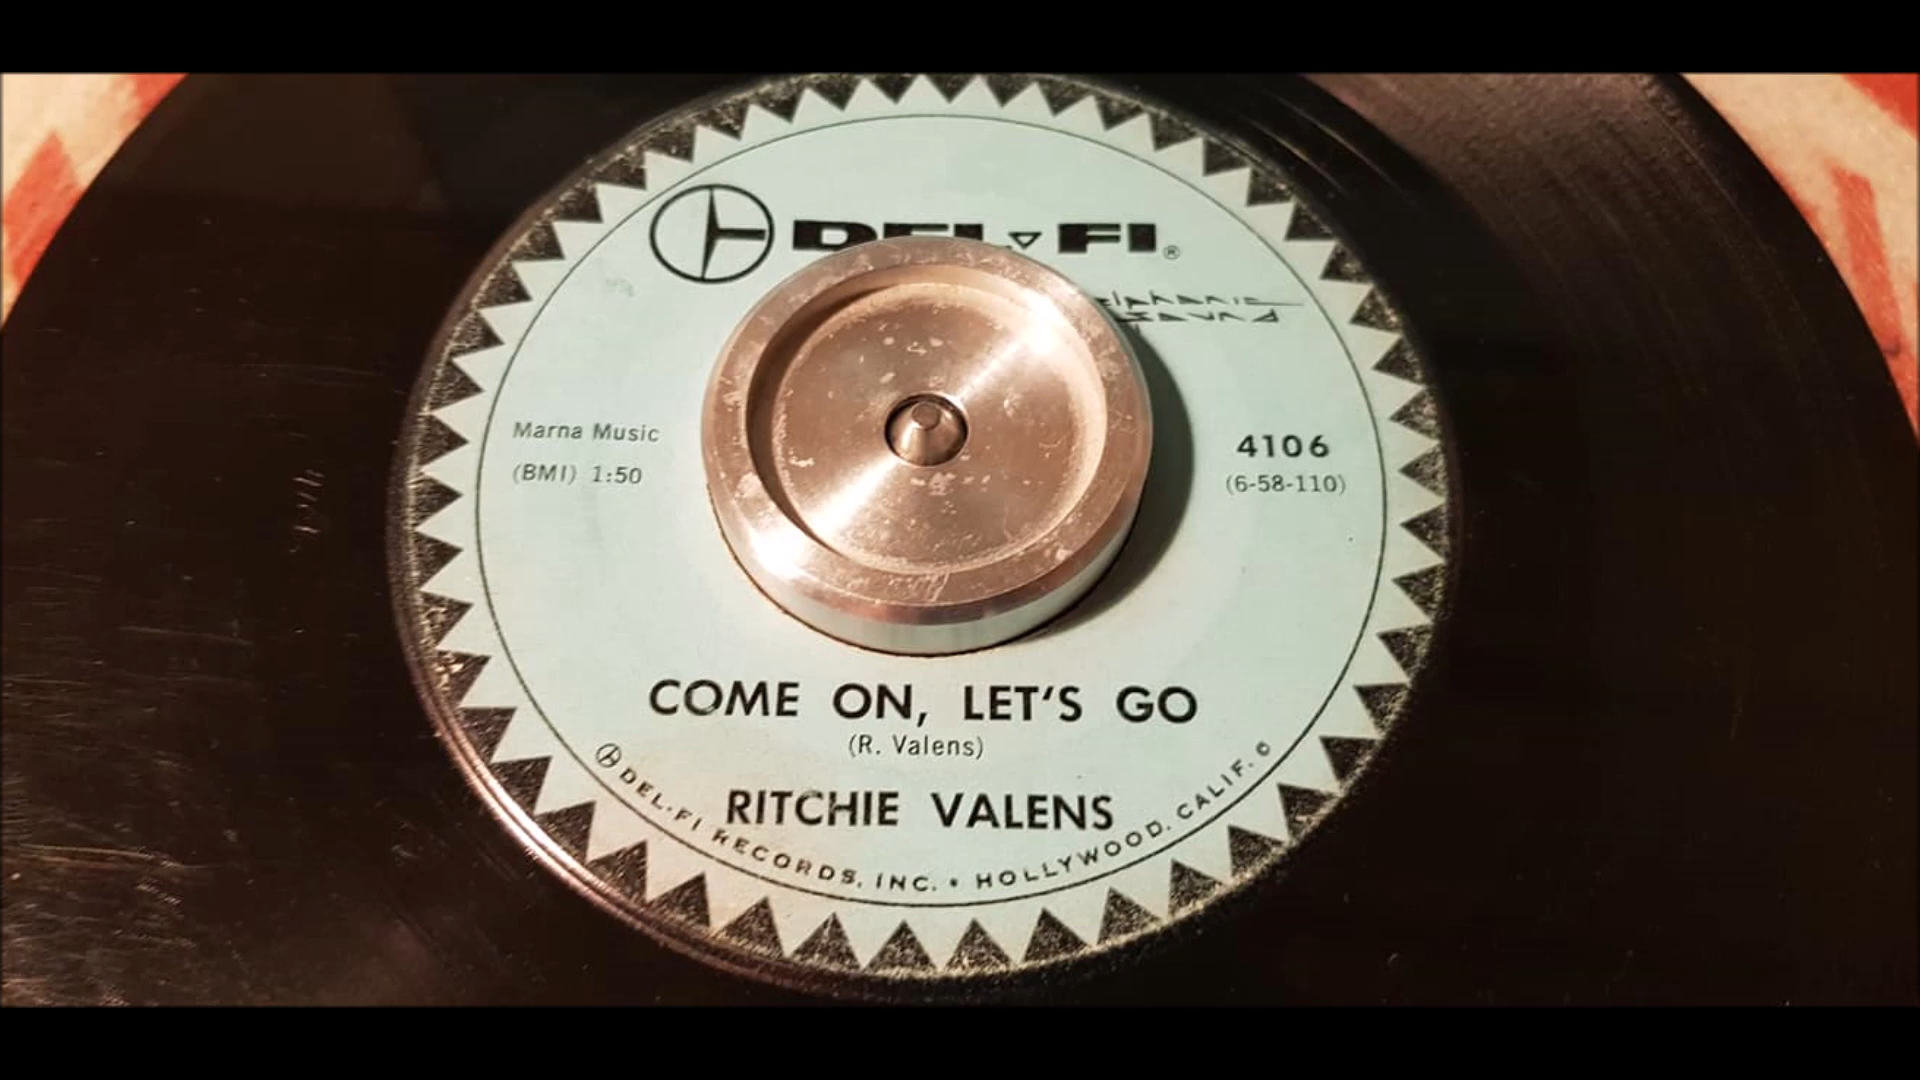 DEL-FI®
Marna Music
(BMI) 1:50
4106
(6-58-110)
COME ON, LET'S GO
(R. Valens)
RITCHIE VALENS
DEL-FI RECORDS, INC. • HOLLYWOOD, CALIF. ©